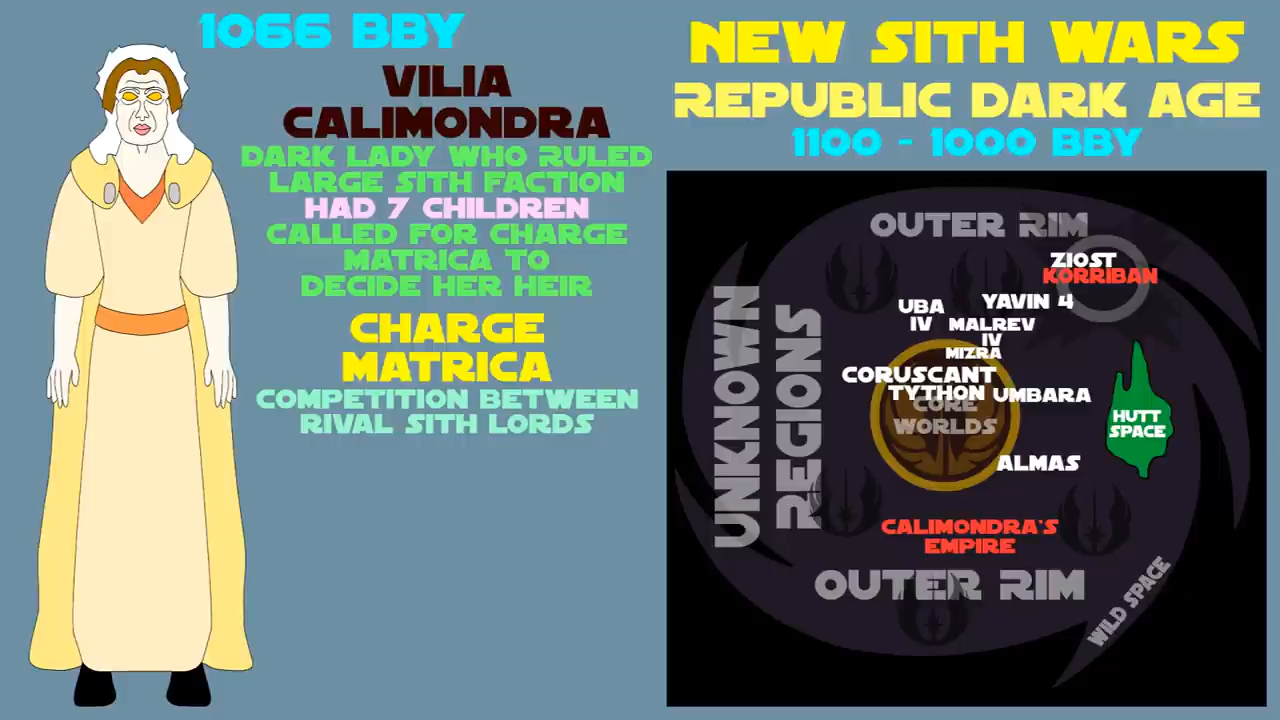 1066 BBY
VILIA
CALIMONDRA
DARK LADY WHO RULED
LARGE SITH FACTION
HAD 7 CHILDREN
CALLED FOR CHARGE
MATRICA TO
DECIDE HER HEIR
CHARGE
MATRICA
COMPETITION BETWEEN
RIVAL SITH LORDS
NEW SITH WARS
REPUBLIC DARK AGE
1100 - 1000 BBY
OUTER RIM
ZIOST
KORRIBAN
UNKNOWN
REGIONS
UBA
IV
YAVIN 4
MALREV
IV
MIZRA
CORUSCANT
TYTHON
UMBARA
CORE
WORLDS
HUTT
SPACE
ALMAS
CALIMONDRA'S
EMPIRE
OUTER RIM
WILD SPACE